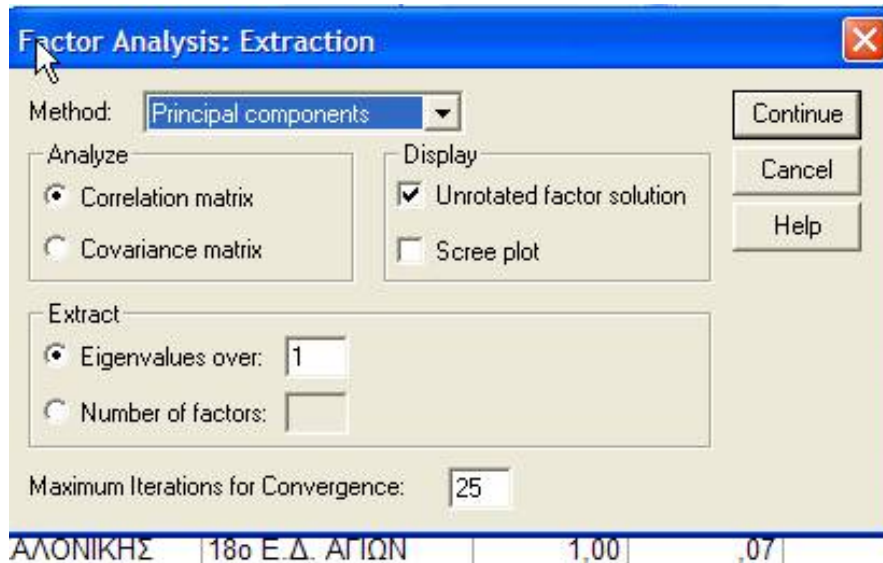 Factor Analysis: Extraction
Method: Principal components
Continue
Analyze
Display
Cancel
Correlation matrix
Unrotated factor solution
Help
Covariance matrix
Scree plot
Extract
Eigenvalues over: 1
Number of factors:
Maximum Iterations for Convergence: 25
ΑΛΟΝΙΚΗΣ 18ο Ε.Δ. ΑΓΙΩΝ 1,00 ,07